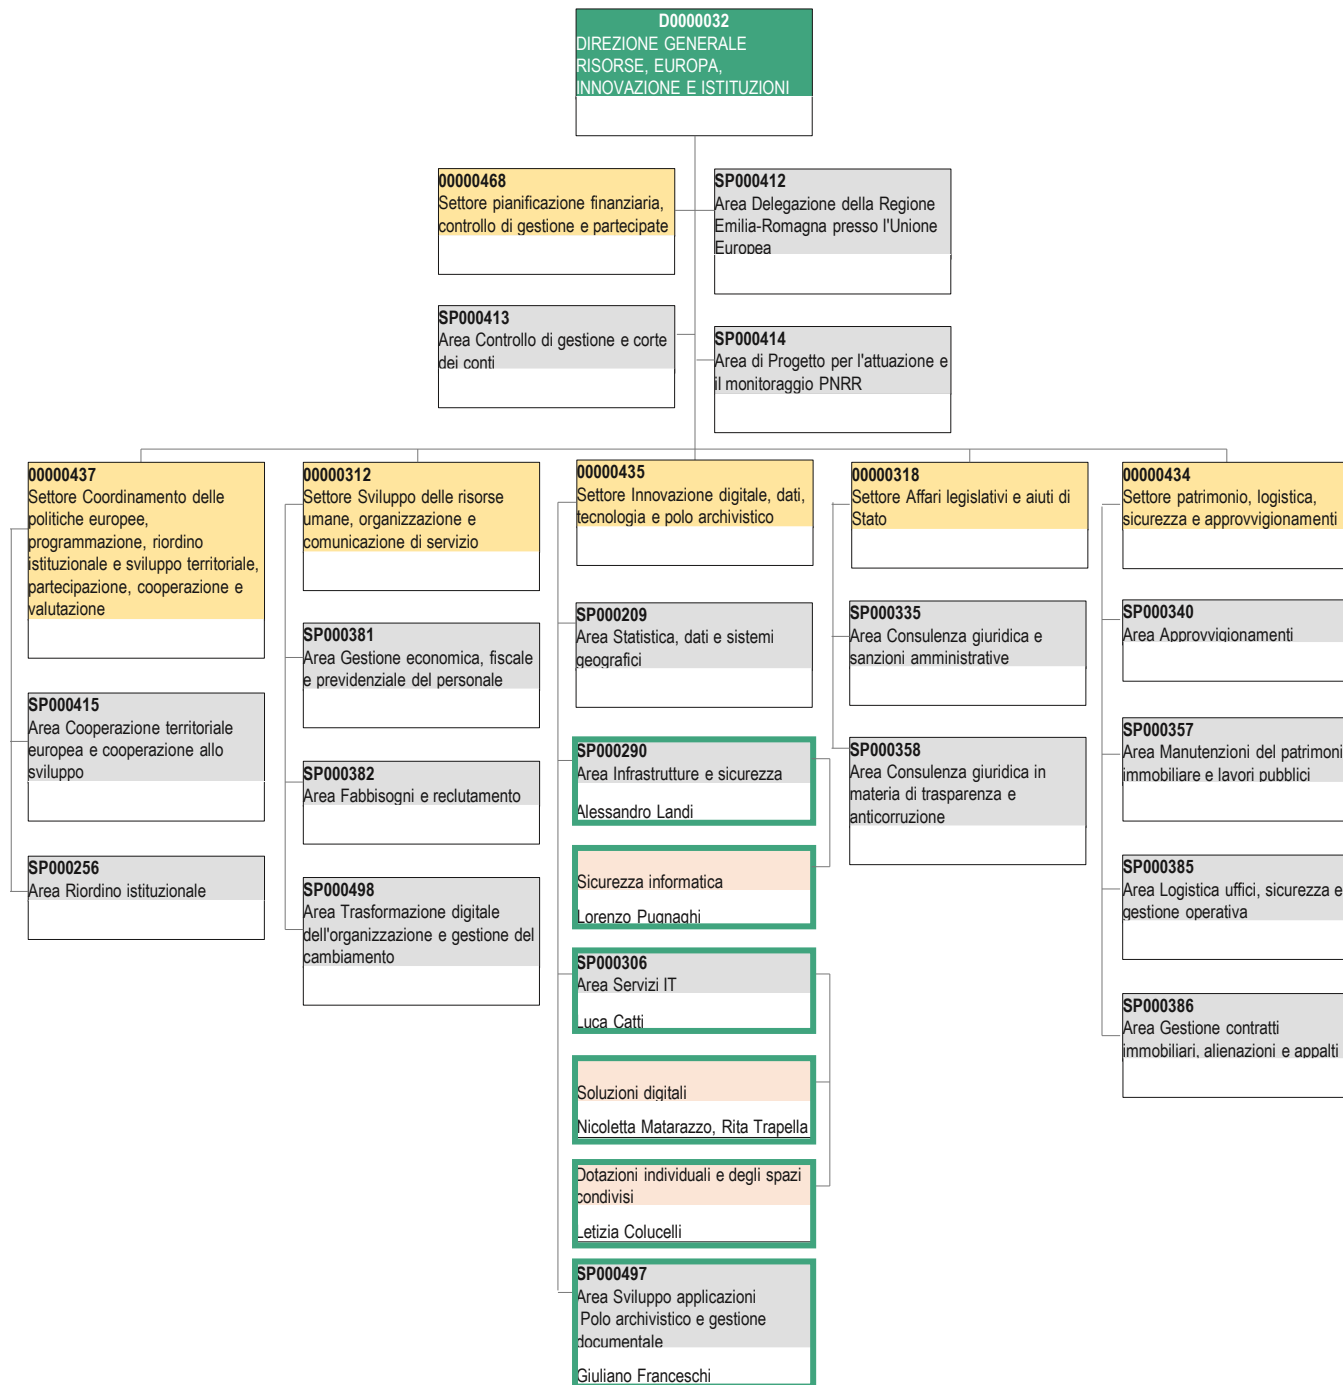 D0000032
DIREZIONE GENERALE
RISORSE, EUROPA,
INNOVAZIONE E ISTITUZIONI
00000468
Settore pianificazione finanziaria,
controllo di gestione e partecipate
SP000412
Area Delegazione della Regione
Emilia-Romagna presso l'Unione
Europea
SP000413
Area Controllo di gestione e corte
dei conti
SP000414
Area di Progetto per l'attuazione e
il monitoraggio PNRR
00000437
Settore Coordinamento delle
politiche europee,
programmazione, riordino
istituzionale e sviluppo territoriale,
partecipazione, cooperazione e
valutazione
SP000415
Area Cooperazione territoriale
europea e cooperazione allo
sviluppo
SP000256
Area Riordino istituzionale
00000312
Settore Sviluppo delle risorse
umane, organizzazione e
comunicazione di servizio
SP000381
Area Gestione economica, fiscale
e previdenziale del personale
SP000382
Area Fabbisogni e reclutamento
SP000498
Area Trasformazione digitale
dell'organizzazione e gestione del
cambiamento
00000435
Settore Innovazione digitale, dati,
tecnologia e polo archivistico
SP000209
Area Statistica, dati e sistemi
geografici
SP000290
Area Infrastrutture e sicurezza
Alessandro Landi
Sicurezza informatica
Lorenzo Pugnaghi
SP000306
Area Servizi IT
Luca Catti
Soluzioni digitali
Nicoletta Matarazzo, Rita Trapella
Dotazioni individuali e degli spazi
condivisi
Letizia Colucelli
SP000497
Area Sviluppo applicazioni
Polo archivistico e gestione
documentale
Giuliano Franceschi
00000318
Settore Affari legislativi e aiuti di
Stato
SP000335
Area Consulenza giuridica e
sanzioni amministrative
SP000358
Area Consulenza giuridica in
materia di trasparenza e
anticorruzione
00000434
Settore patrimonio, logistica,
sicurezza e approvvigionamenti
SP000340
Area Approvvigionamenti
SP000357
Area Manutenzioni del patrimoni
immobiliare e lavori pubblici
SP000385
Area Logistica uffici, sicurezza e
gestione operativa
SP000386
Area Gestione contratti
immobiliari, alienazioni e appalti